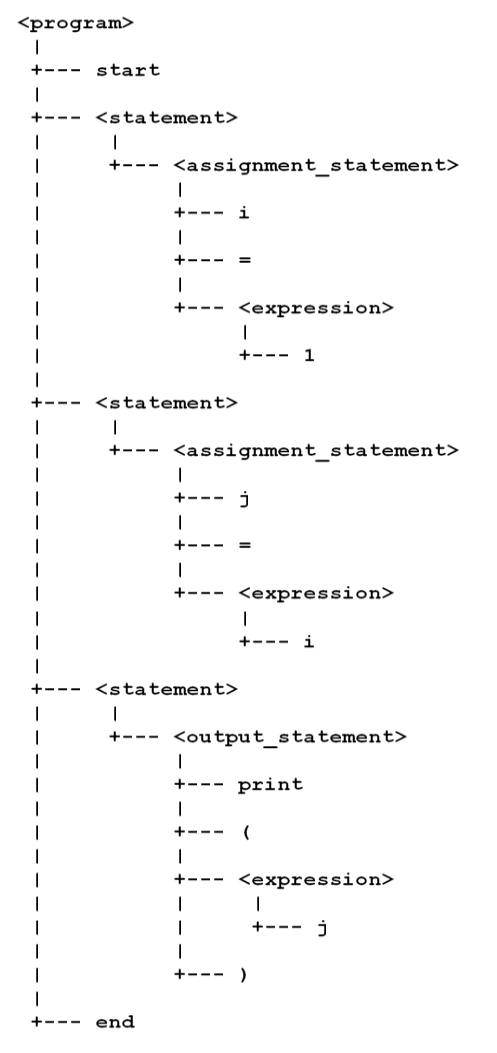 <program>
|
+--- start
|
+--- <statement>
|     |
|     +--- <assignment_statement>
|          |
|          +--- i
|          |
|          +--- =
|          |
|          +--- <expression>
|               |
|               +--- 1
|
+--- <statement>
|     |
|     +--- <assignment_statement>
|          |
|          +--- j
|          |
|          +--- =
|          |
|          +--- <expression>
|               |
|               +--- i
|
+--- <statement>
|     |
|     +--- <output_statement>
|          |
|          +--- print
|          |
|          +--- (
|          |
|          +--- <expression>
|          |     |
|          |     +--- j
|          |
|          +--- )
|
+--- end